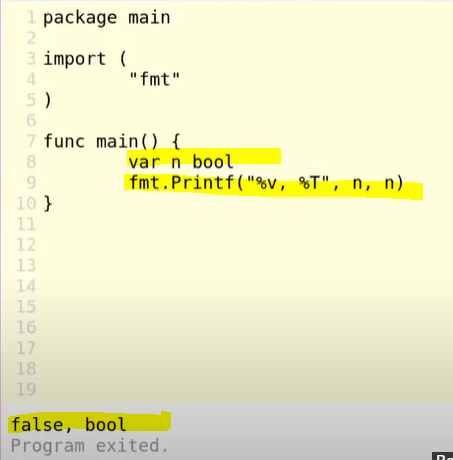 1 package main
2
3 import (
4 "fmt"
5 )
6
7 func main() {
8 var n bool
9 fmt.Printf("%v, %T", n, n)
10 }
11
12
13
14
15
16
17
18
19
false, bool
Program exited.